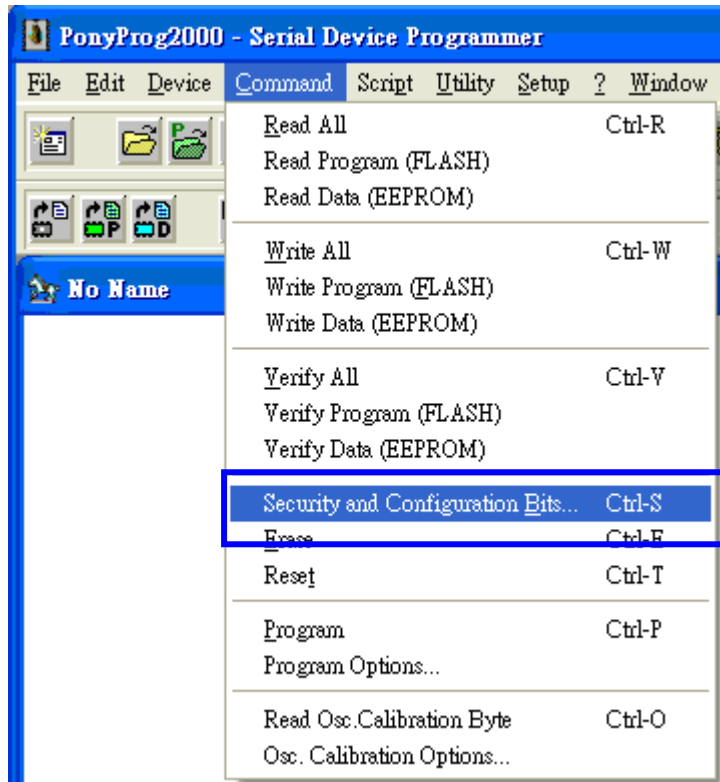 PonyProg2000 - Serial Device Programmer
File Edit Device Command Script Utility Setup ? Window
Read All Ctrl-R
Read Program (FLASH)
Read Data (EEPROM)
Write All Ctrl-W
Write Program (FLASH)
Write Data (EEPROM)
No Name
Verify All Ctrl-V
Verify Program (FLASH)
Verify Data (EEPROM)
Security and Configuration Bits... Ctrl-S
Erase Ctrl-E
Reset Ctrl-T
Program Ctrl-P
Program Options...
Read Osc.Calibration Byte Ctrl-O
Osc. Calibration Options...
P
P
D